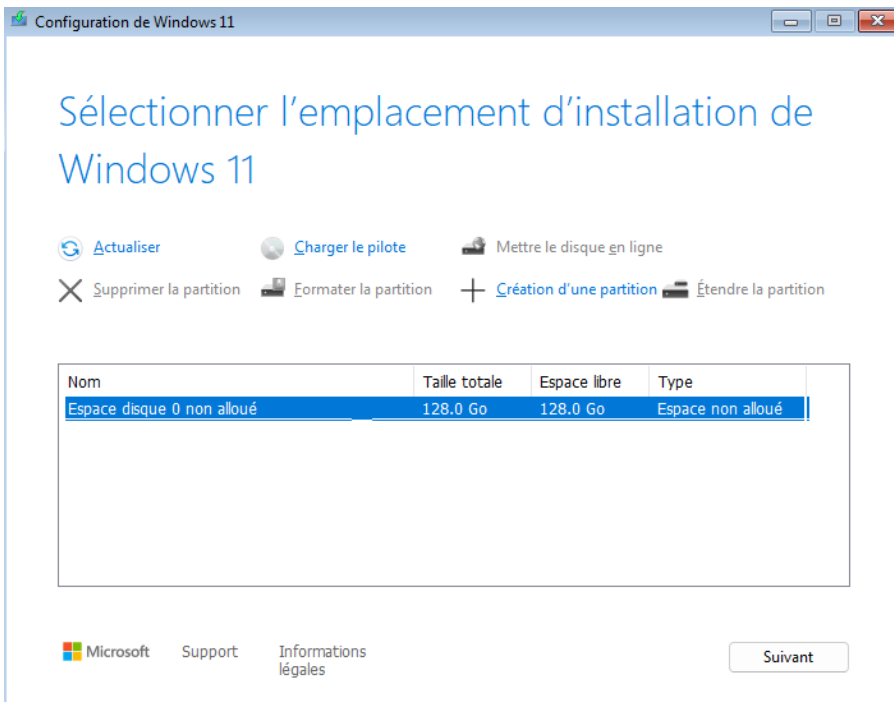 Configuration de Windows 11
Sélectionner l’emplacement d’installation de
Windows 11
Actualiser
Charger le pilote
Mettre le disque en ligne
Supprimer la partition
Formater la partition
Création d’une partition
Étendre la partition
Nom Taille totale Espace libre Type
Espace disque 0 non alloué 128.0 Go 128.0 Go Espace non alloué
Microsoft Support Informations
légales
Suivant